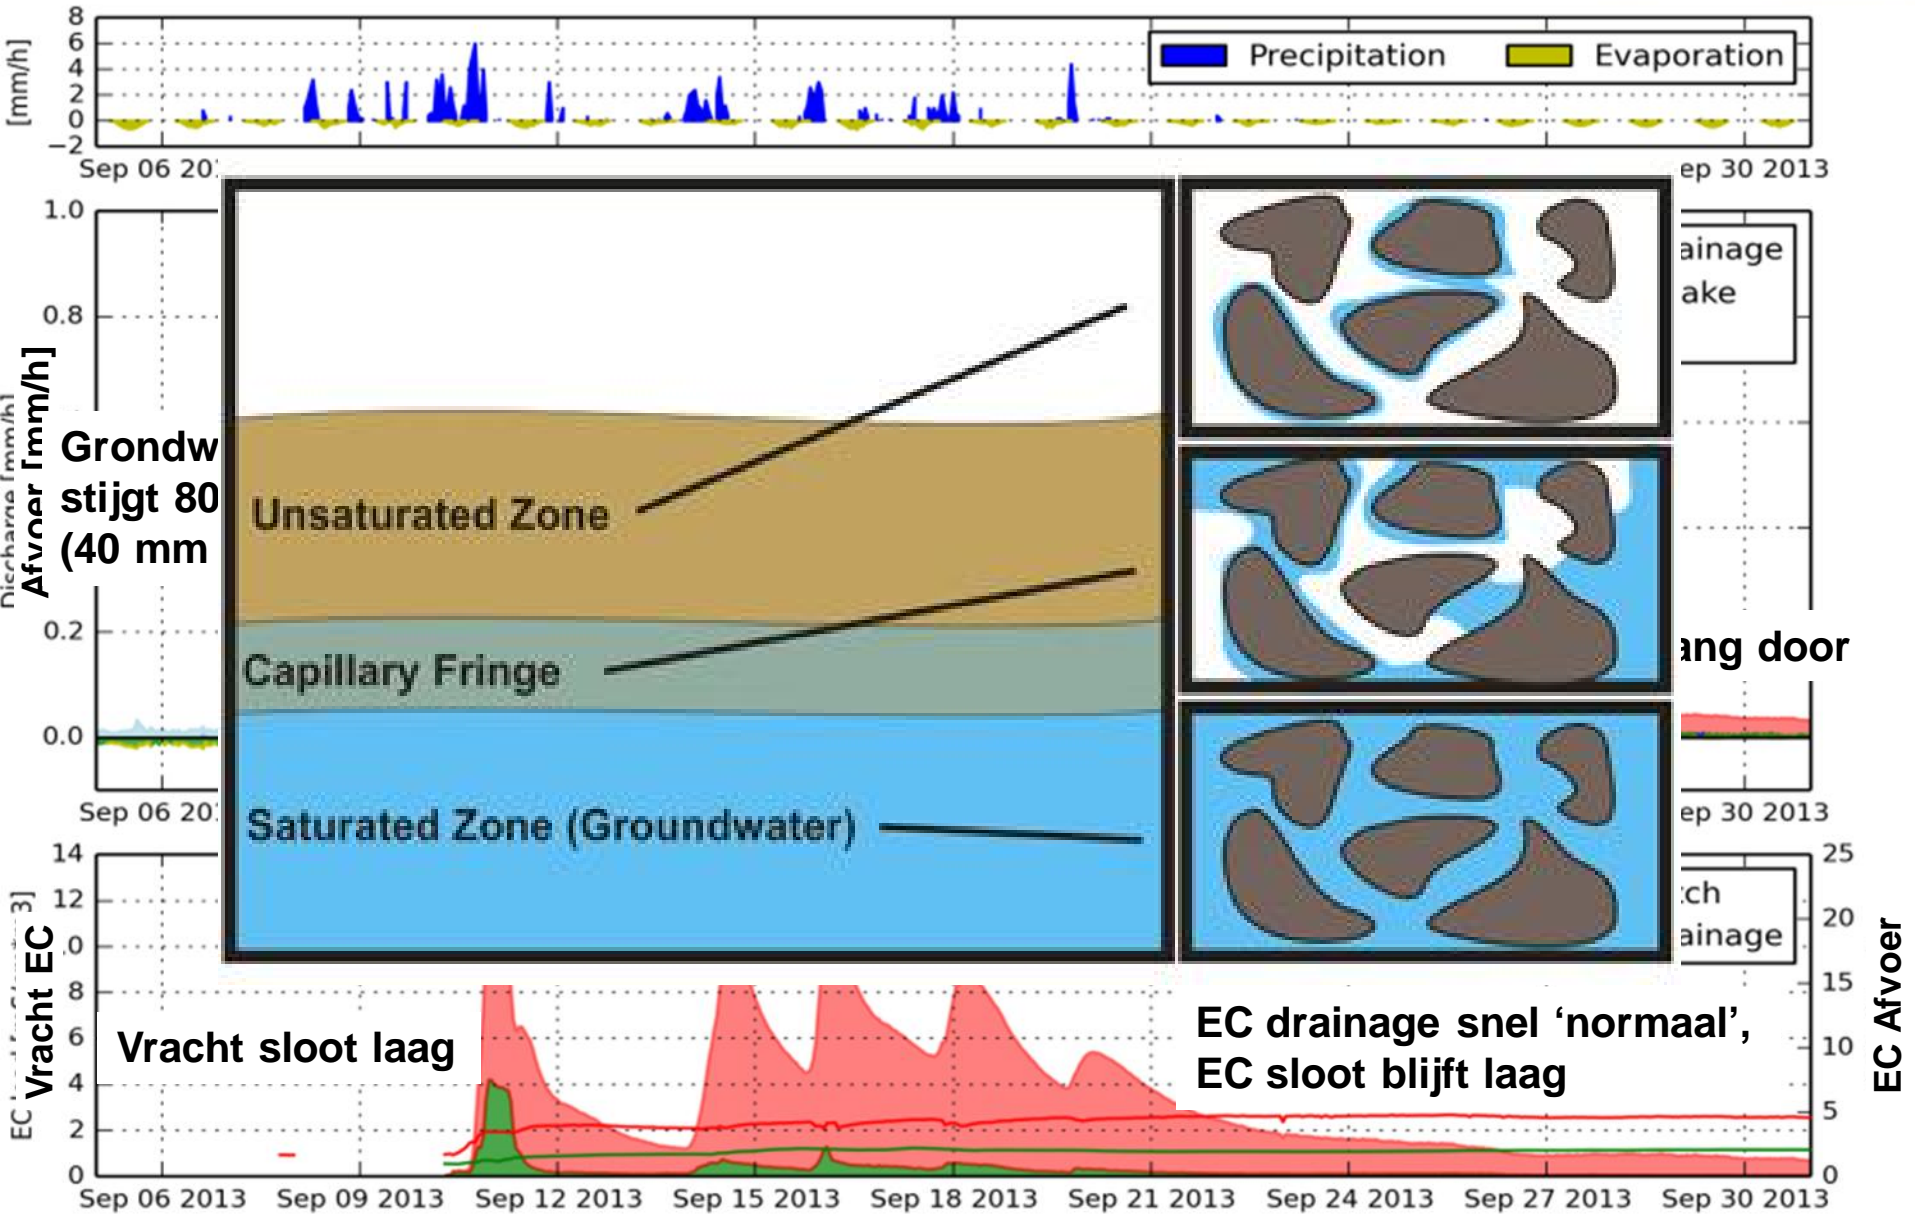 8
6
4
2
0
−2
[mm/h]
Precipitation
Evaporation
Sep 06 20
ep 30 2013
1.0
0.8
0.2
0.0
Discharge [mm/h]
Afvoer [mm/h]
Grondw
stijgt 80
(40 mm
ainage
ake
ang door
Unsaturated Zone
Capillary Fringe
Saturated Zone (Groundwater)
Sep 06 20
ep 30 2013
14
12
0
8
6
4
2
0
EC
3]
Vracht EC
25
20
15
10
5
0
EC Afvoer
ch
ainage
Vracht sloot laag
EC drainage snel ‘normaal’,
EC sloot blijft laag
Sep 06 2013 Sep 09 2013 Sep 12 2013 Sep 15 2013 Sep 18 2013 Sep 21 2013 Sep 24 2013 Sep 27 2013 Sep 30 2013